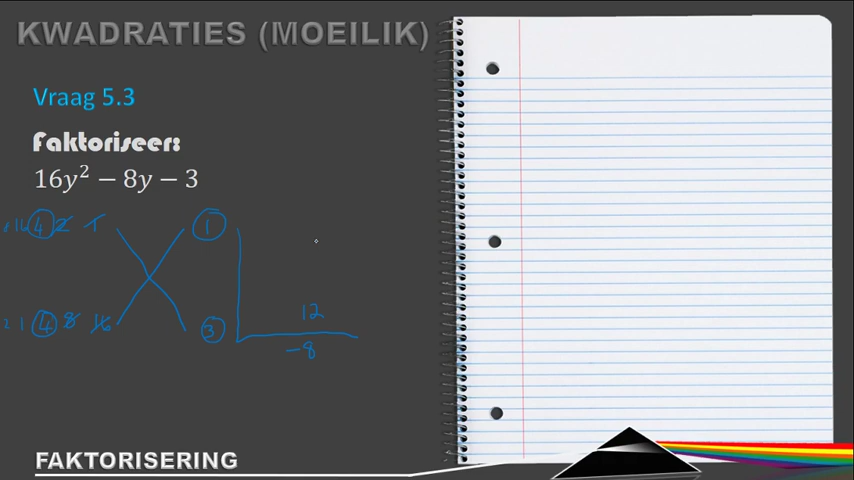 KWADRATIES (MOEILIK)
Vraag 5.3
Faktoriseer:
16y² − 8y − 3
4 2 1 1
12
1 4 8 16 3
−8
FAKTORISERING